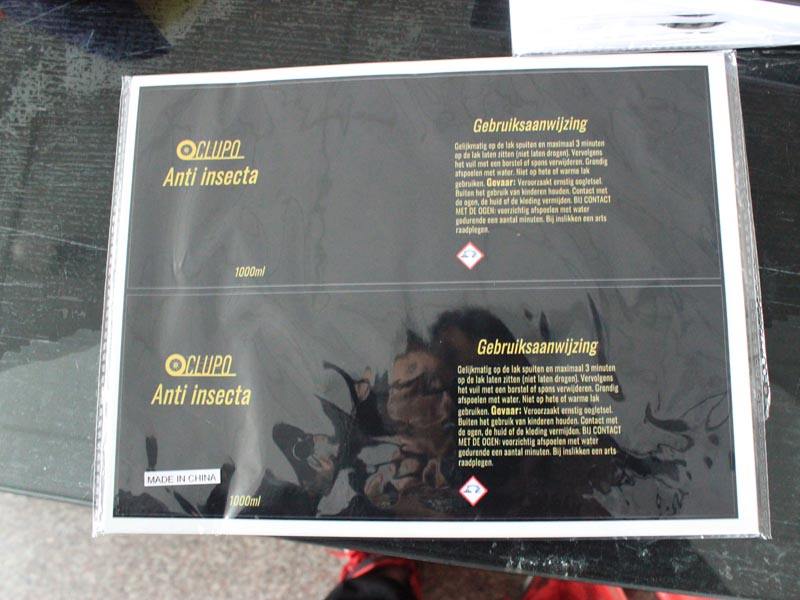 CLUPO
Anti insecta
1000ml
Gebruiksaanwijzing
Gelijkmatig op de lak spuiten en maximaal 3 minuten
op de lak laten zitten (niet laten drogen). Vervolgens
het vuil met een borstel of spons verwijderen. Grondig
afspoelen met water. Niet op hete of warme lak
gebruiken. Gevaar: Veroorzaakt ernstig oogletsel.
Buiten het gebruik van kinderen houden. Contact met
de ogen, de huid of de kleding vermijden. BIJ CONTACT
MET DE OGEN: voorzichtig afspoelen met water
gedurende een aantal minuten. Bij inslikken een arts
raadplegen.
CLUPO
Anti insecta
MADE IN CHINA
1000ml
Gebruiksaanwijzing
Gelijkmatig op de lak spuiten en maximaal 3 minuten
op de lak laten zitten (niet laten drogen). Vervolgens
het vuil met een borstel of spons verwijderen. Grondig
afspoelen met water. Niet op hete of warme lak
gebruiken. Gevaar: Veroorzaakt ernstig oogletsel.
Buiten het gebruik van kinderen houden. Contact met
de ogen, de huid of de kleding vermijden. BIJ CONTACT
MET DE OGEN: voorzichtig afspoelen met water
gedurende een aantal minuten. Bij inslikken een arts
raadplegen.